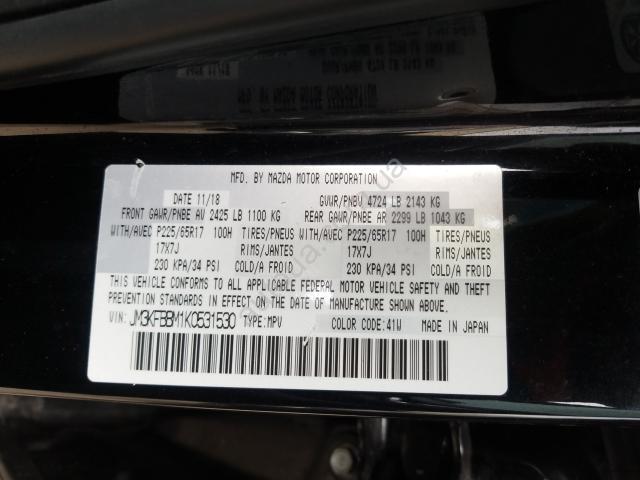 MFD. BY MAZDA MOTOR CORPORATION
DATE 11/18 GVWR/PNBV 4724 LB 2143 KG
FRONT GAWR/PNBE AV 2425 LB 1100 KG REAR GAWR/PNBE AR 2299 LB 1043 KG
WITH/AVEC P225/65R17 100H TIRES/PNEUS WITH/AVEC P225/65R17 100H TIRES/PNEUS
17X7J RIMS/JANTES 17X7J RIMS/JANTES
230 KPA/34 PSI COLD/A FROID 230 KPA/34 PSI COLD/A FROID
THIS VEHICLE CONFORMS TO ALL APPLICABLE FEDERAL MOTOR VEHICLE SAFETY AND THEFT
PREVENTION STANDARDS IN EFFECT ON THE DATE OF MANUFACTURE SHOWN ABOVE.
VIN: JM3KFBBM1K0531530 TYPE: MPV COLOR CODE: 41W MADE IN JAPAN